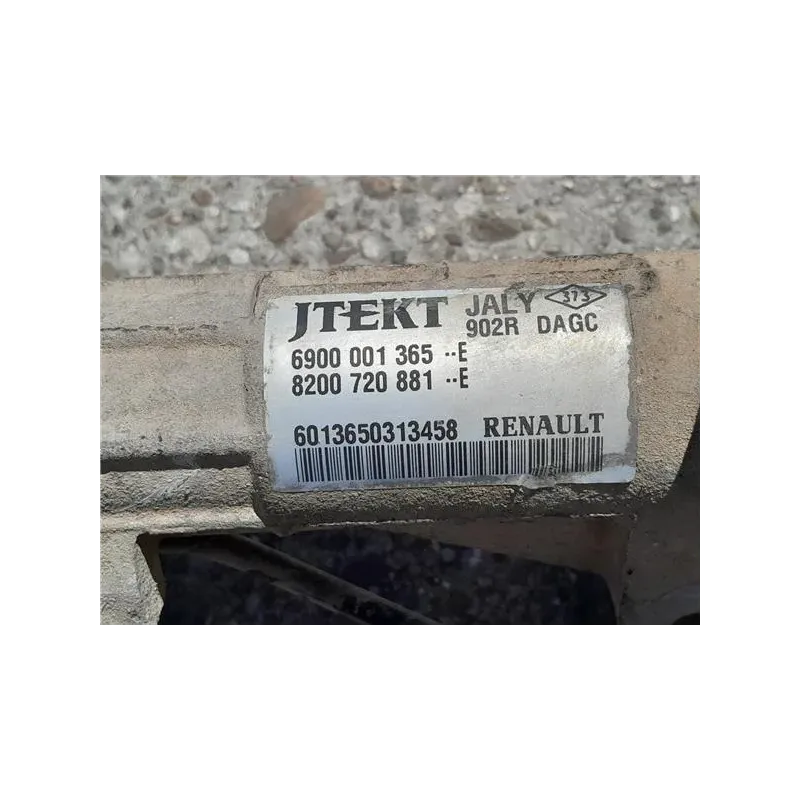 JTEKT JALY 373
902R DAGC
6900 001 365 --E
8200 720 881 --E
6013650313458 RENAULT